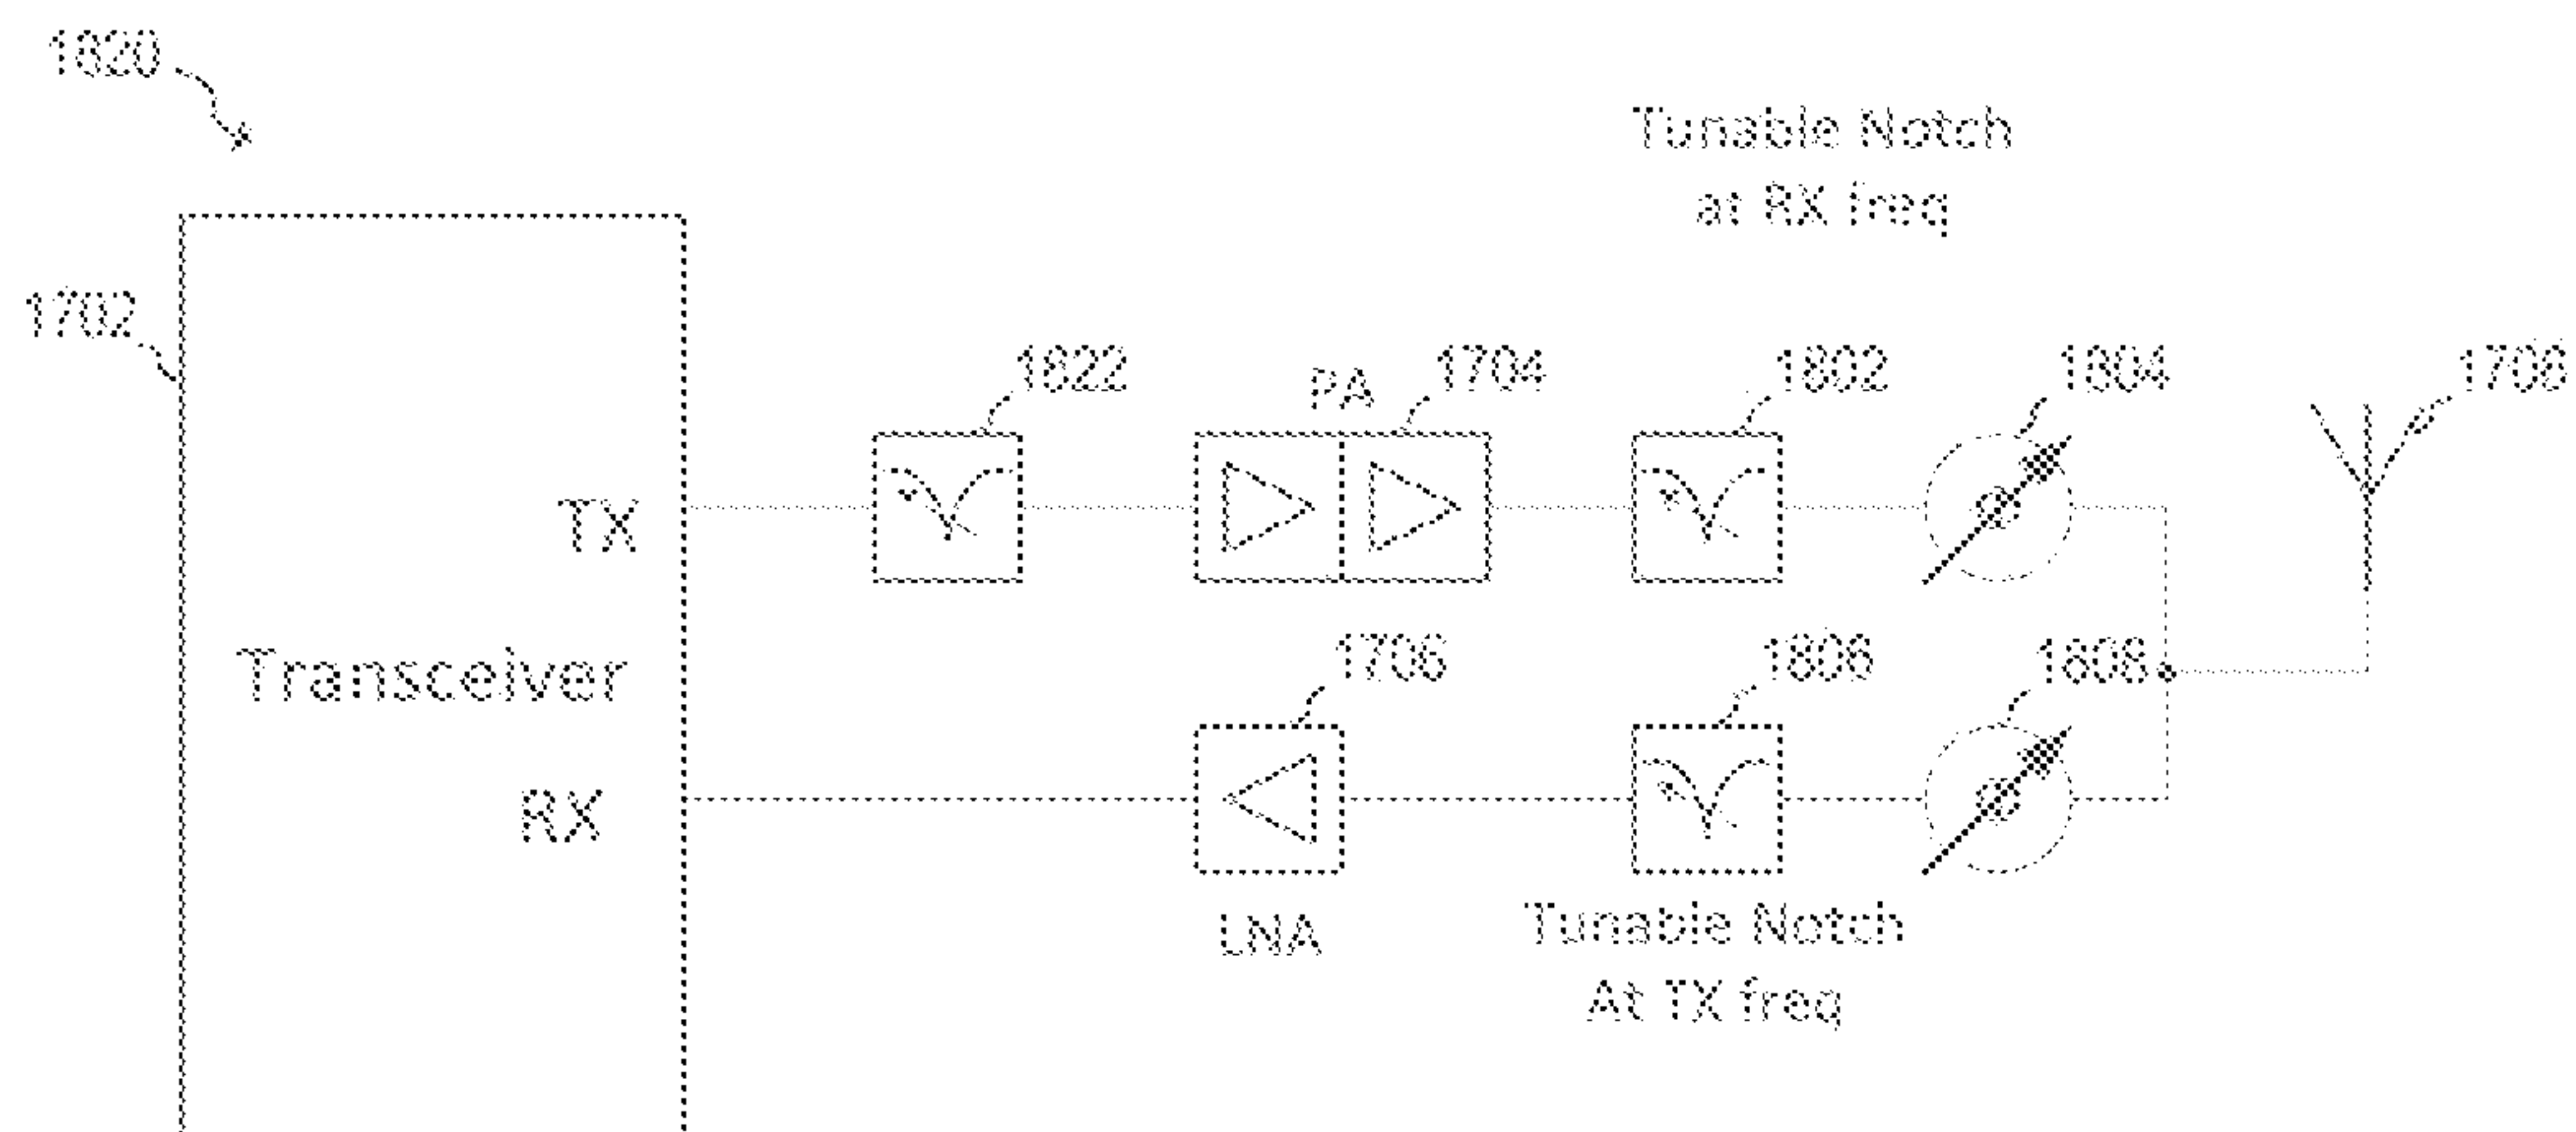 1820
Tunable Notch
at RX freq
1702
1822
PA
1704
1802
1804
1708
TX
Transceiver
1706
1806
1808
RX
LNA
Tunable Notch
At TX freq